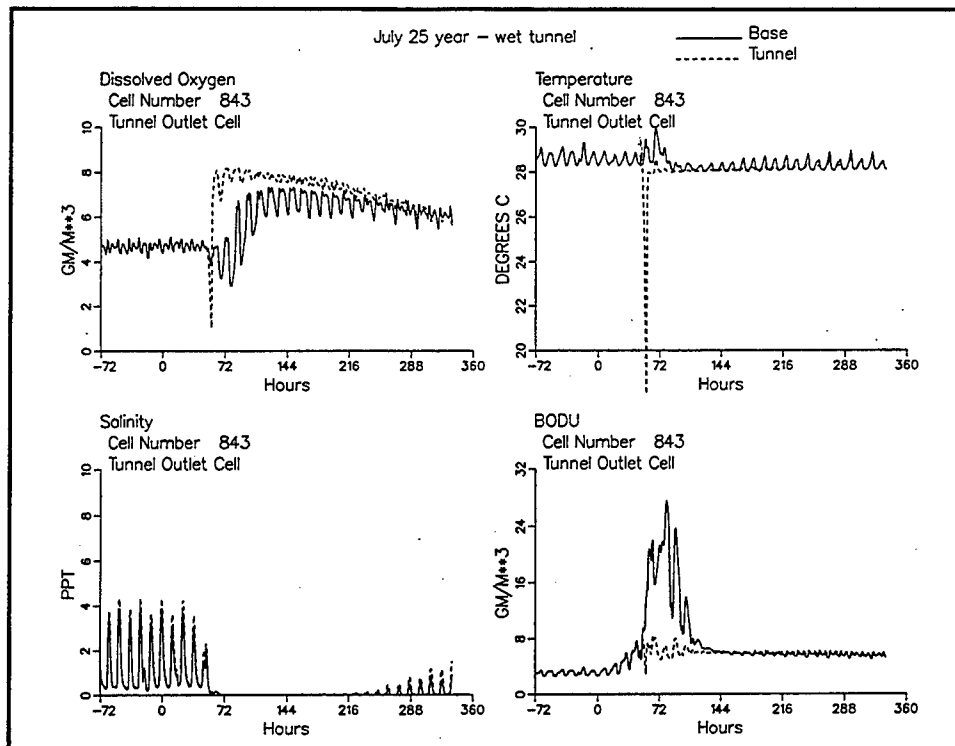 July 25 year – wet tunnel
Base
Tunnel
Dissolved Oxygen
Cell Number 843
Tunnel Outlet Cell
10
8
6
4
2
0
GM/M**3
−72 0 72 144 216 288 360
Hours
Temperature
Cell Number 843
Tunnel Outlet Cell
30
28
26
24
22
20
DEGREES C
−72 0 72 144 216 288 360
Hours
Salinity
Cell Number 843
Tunnel Outlet Cell
10
8
6
4
2
0
PPT
−72 0 72 144 216 288 360
Hours
BODU
Cell Number 843
Tunnel Outlet Cell
32
24
16
8
0
GM/M**3
−72 0 72 144 216 288 360
Hours